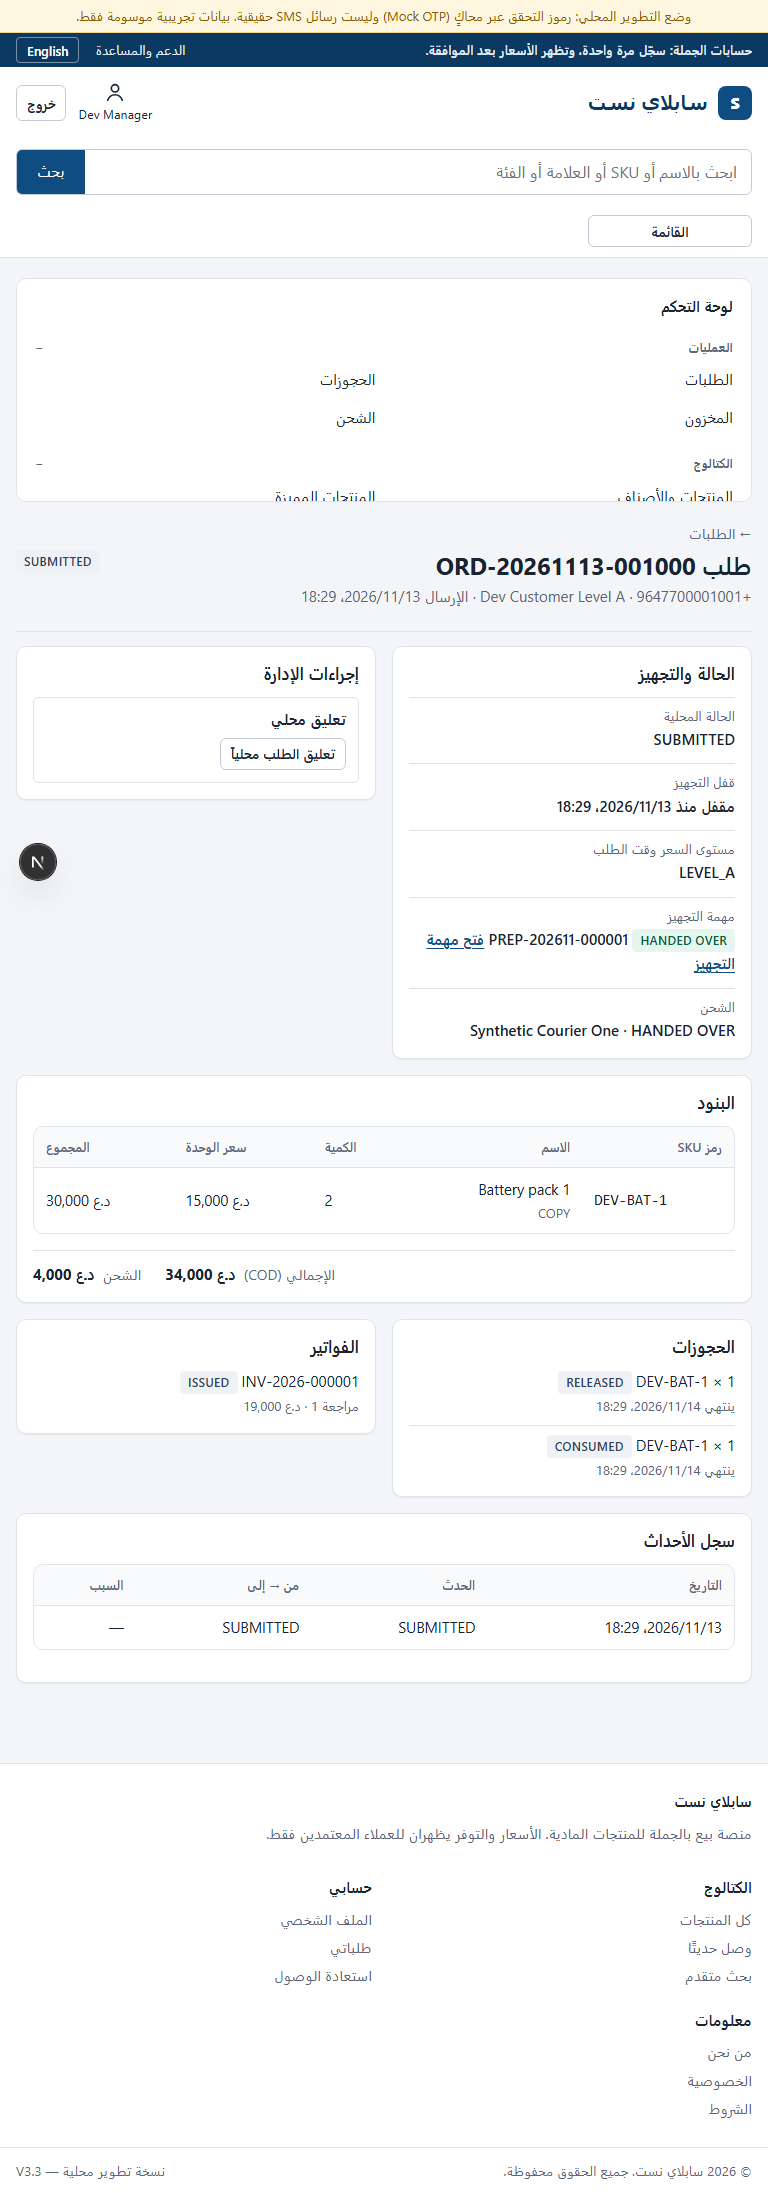 وضع التطوير المحلي: رموز التحقق عبر محاكٍ (Mock OTP) وليست رسائل SMS حقيقية. بيانات تجريبية موسومة فقط.
حسابات الجملة: سجّل مرة واحدة، وتظهر الأسعار بعد الموافقة.
الدعم والمساعدة
English
S
سابلاي نست
Dev Manager
خروج
ابحث بالاسم أو SKU أو العلامة أو الفئة
بحث
القائمة
لوحة التحكم
العمليات –
الطلبات الحجوزات
المخزون الشحن
الكتالوج –
المنتجات والأصناف المنتجات المميزة
← الطلبات
طلب ORD-20261113-001000
SUBMITTED
+9647700001001 · Dev Customer Level A · الإرسال 2026/11/13، 18:29
الحالة والتجهيز
الحالة المحلية
SUBMITTED
قفل التجهيز
مقفل منذ 2026/11/13، 18:29
مستوى السعر وقت الطلب
LEVEL_A
مهمة التجهيز
HANDED OVER PREP-202611-000001 فتح مهمة
التجهيز
الشحن
Synthetic Courier One · HANDED OVER
إجراءات الإدارة
تعليق محلي
تعليق الطلب محلياً
N
البنود
رمز SKU الاسم الكمية سعر الوحدة المجموع
DEV-BAT-1 Battery pack 1 2 15,000 د.ع 30,000 د.ع
COPY
الإجمالي (COD) 34,000 د.ع الشحن 4,000 د.ع
الحجوزات
DEV-BAT-1 × 1 RELEASED
ينتهي 2026/11/14، 18:29
DEV-BAT-1 × 1 CONSUMED
ينتهي 2026/11/14، 18:29
الفواتير
INV-2026-000001 ISSUED
مراجعة 1 · 19,000 د.ع
سجل الأحداث
التاريخ الحدث من → إلى السبب
2026/11/13، 18:29 SUBMITTED SUBMITTED —
سابلاي نست
منصة بيع بالجملة للمنتجات المادية. الأسعار والتوفر يظهران للعملاء المعتمدين فقط.
الكتالوج
كل المنتجات
وصل حديثًا
بحث متقدم
حسابي
الملف الشخصي
طلباتي
استعادة الوصول
معلومات
من نحن
الخصوصية
الشروط
© 2026 سابلاي نست. جميع الحقوق محفوظة.
نسخة تطوير محلية — V3.3